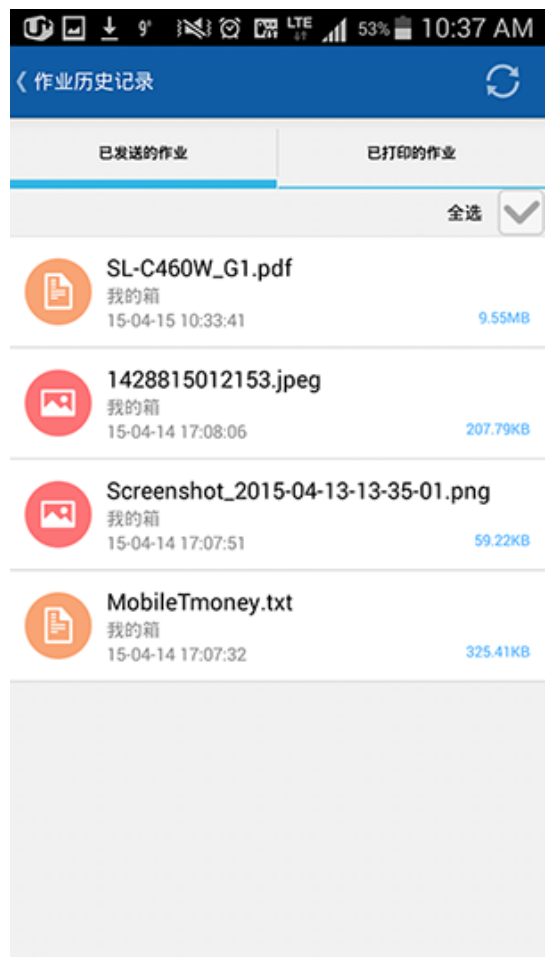 9°
LTE
53%
10:37 AM
作业历史记录
已发送的作业
已打印的作业
全选
SL-C460W_G1.pdf
我的箱
15-04-15 10:33:41
9.55MB
1428815012153.jpeg
我的箱
15-04-14 17:08:06
207.79KB
Screenshot_2015-04-13-13-35-01.png
我的箱
15-04-14 17:07:51
59.22KB
MobileTmoney.txt
我的箱
15-04-14 17:07:32
325.41KB